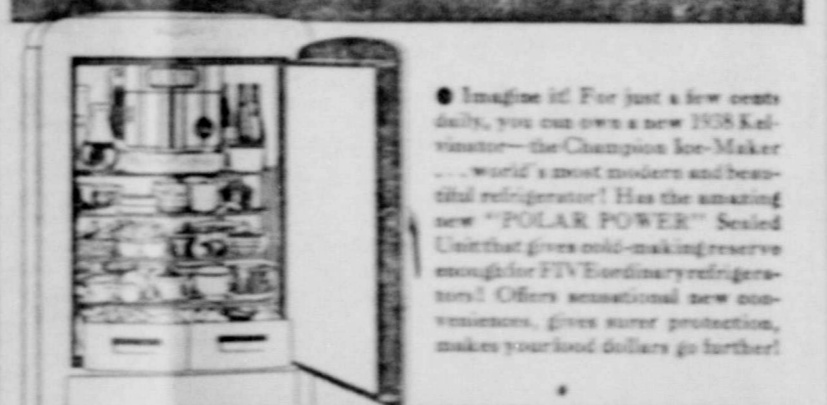 Imagine it! For just a few cents
daily, you can own a new 1938 Kel-
vinator—the Champion Ice-Maker
... world's most modern and beau-
tiful refrigerator! Has the amazing
new "POLAR POWER" Sealed
Unit that gives cold-making reserve
enough for FIVE ordinary refrigera-
tors! Offers sensational new con-
veniences, gives surer protection,
makes your food dollars go further!